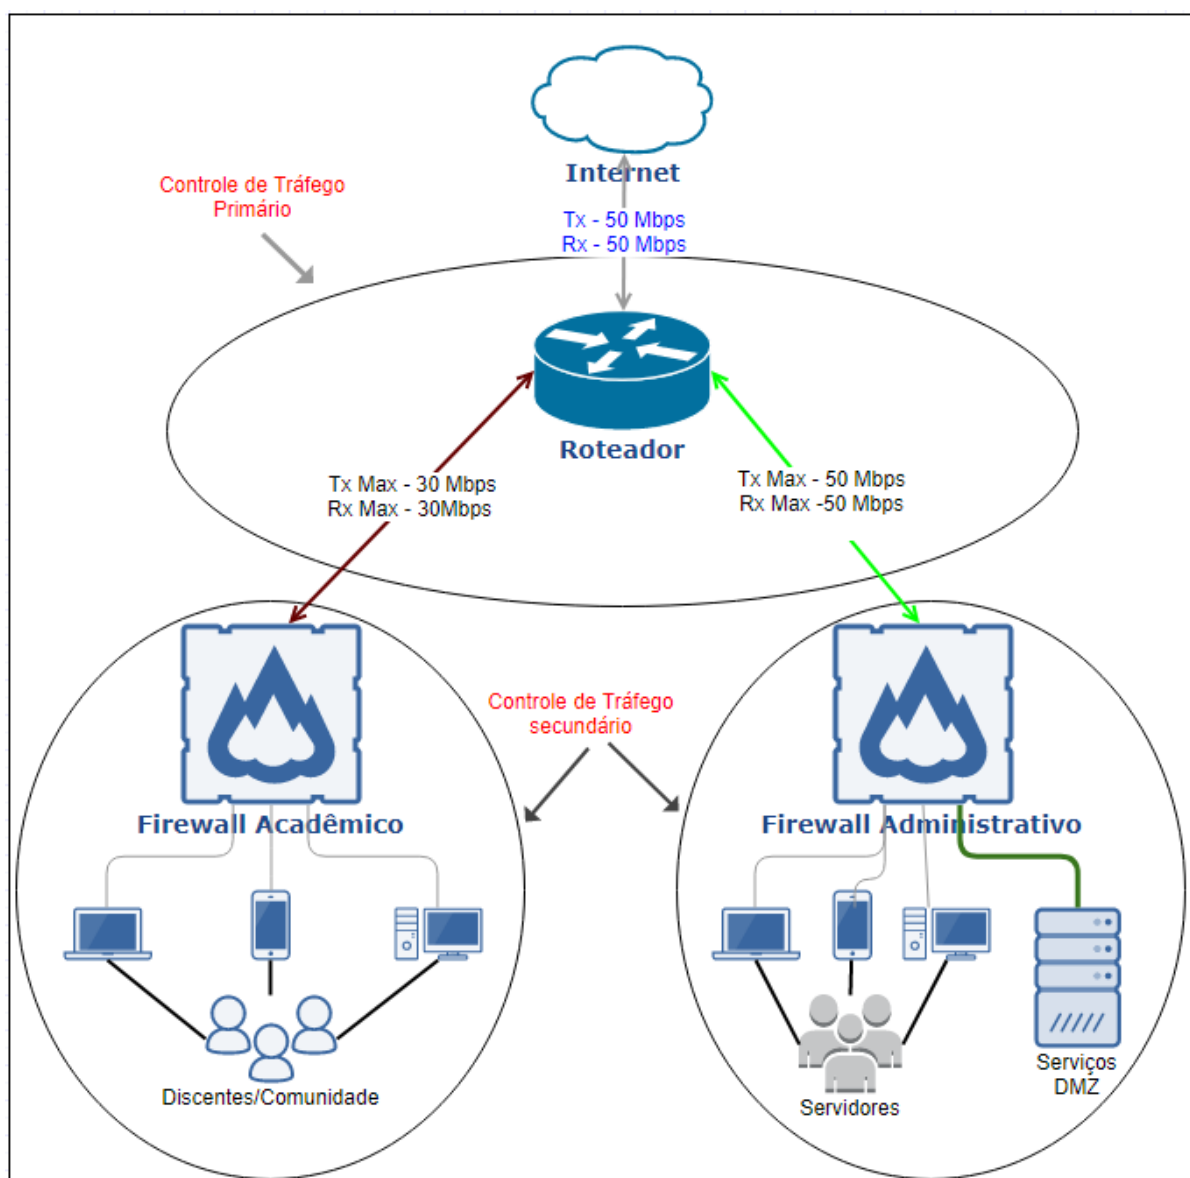 Internet
Controle de Tráfego
Primário
Tx - 50 Mbps
Rx - 50 Mbps
Roteador
Tx Max - 30 Mbps
Rx Max - 30Mbps
Tx Max - 50 Mbps
Rx Max -50 Mbps
Controle de Tráfego
secundário
Firewall Acadêmico
Firewall Administrativo
Discentes/Comunidade
Servidores
Serviços
DMZ